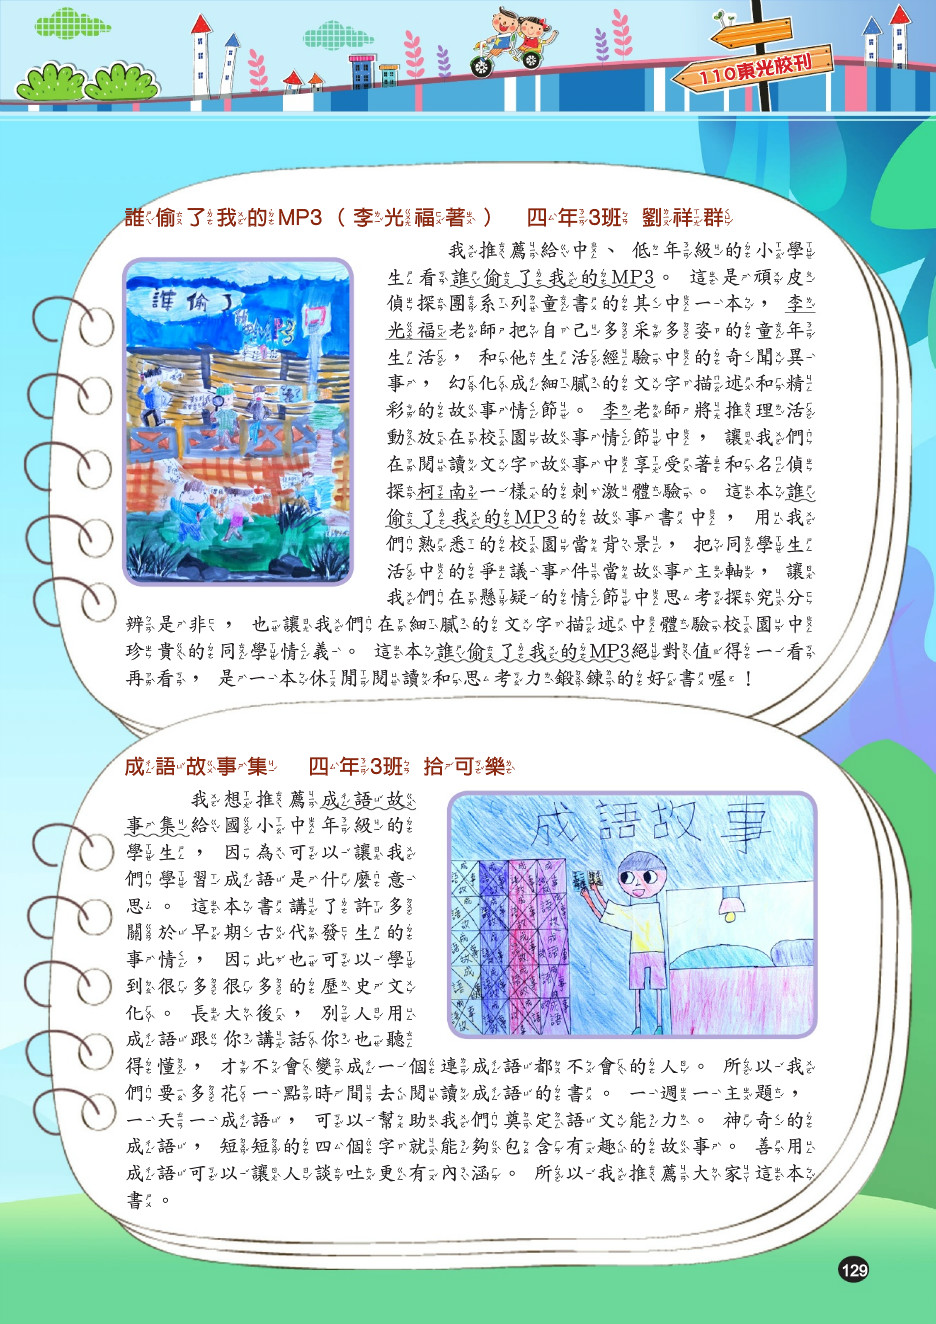 110東光校刊
誰偷了我的MP3（李光福著）　四年3班 劉祥群
我推薦給中、低年級的小學
生看誰偷了我的MP3。這是頑皮
偵探團系列童書的其中一本，李
光福老師把自己多采多姿的童年
生活，和他生活經驗中的奇聞異
事，幻化成細膩的文字描述和精
彩的故事情節。李老師將推理活
動放在校園故事情節中，讓我們
在閱讀文字故事中享受著和名偵
探柯南一樣的刺激體驗。這本誰
偷了我的MP3的故事書中，用我
們熟悉的校園當背景，把同學生
活中的爭議事件當故事主軸，讓
我們在懸疑的情節中思考探究分
辨是非，也讓我們在細膩的文字描述中體驗校園中
珍貴的同學情義。這本誰偷了我的MP3絕對值得一看
再看，是一本休閒閱讀和思考力鍛鍊的好書喔！
誰偷了
成語故事集　四年3班 拾可樂
我想推薦成語故
事集給國小中年級的
學生，因為可以讓我
們學習成語是什麼意
思。這本書講了許多
關於早期古代發生的
事情，因此也可以學
到很多很多的歷史文
化。長大後，別人用
成語跟你講話你也聽
得懂，才不會變成一個連成語都不會的人。所以我
們要多花一點時間去閱讀成語的書。一週一主題，
一天一成語，可以幫助我們奠定語文能力。神奇的
成語，短短的四個字就能夠包含有趣的故事。善用
成語可以讓人談吐更有內涵。所以我推薦大家這本
書。
成語故事
129